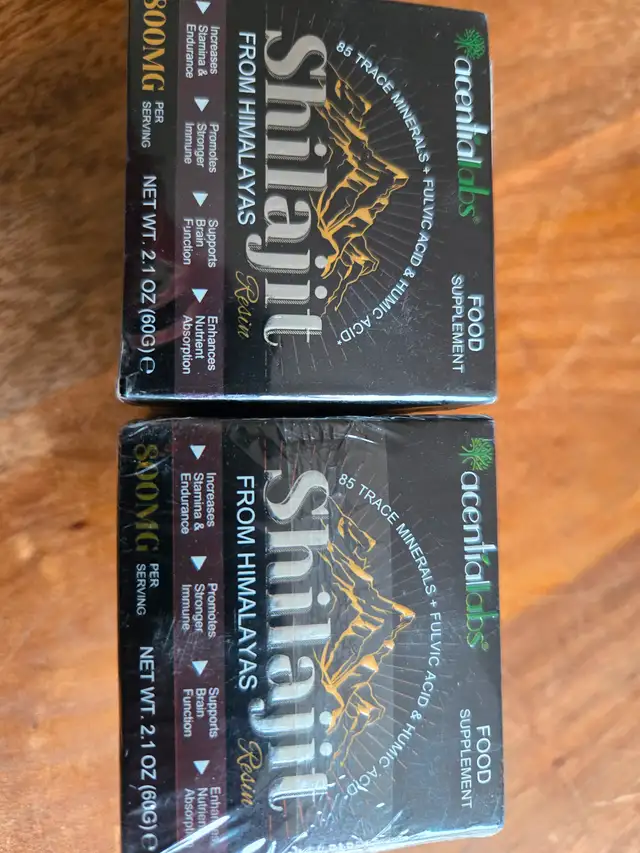 acentiallabs®
FOOD
SUPPLEMENT
85 TRACE MINERALS + FULVIC ACID & HUMIC ACID*
Shilajit
Resin
FROM HIMALAYAS
Increases
Stamina &
Endurance
Promotes
Stronger
Immune
Supports
Brain
Function
Enhances
Nutrient
Absorption
800MG PER
SERVING
NET WT. 2.1 OZ (60G) e
acentiallabs®
FOOD
SUPPLEMENT
85 TRACE MINERALS + FULVIC ACID & HUMIC ACID*
Shilajit
Resin
FROM HIMALAYAS
Increases
Stamina &
Endurance
Promotes
Stronger
Immune
Supports
Brain
Function
800MG PER
SERVING
NET WT. 2.1 OZ (60G) e